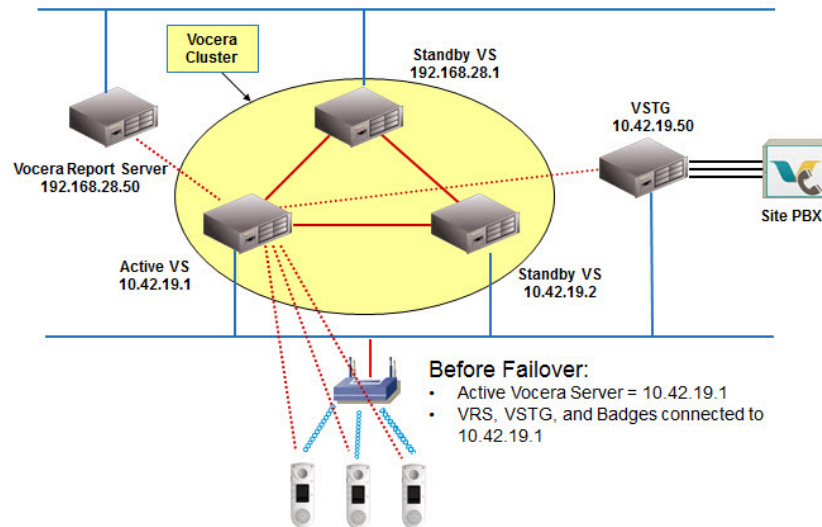 Vocera
Cluster
Standby VS
192.168.28.1
VSTG
10.42.19.50
Vocera Report Server
192.168.28.50
Site PBX
Active VS
10.42.19.1
Standby VS
10.42.19.2
Before Failover:
• Active Vocera Server = 10.42.19.1
• VRS, VSTG, and Badges connected to
10.42.19.1